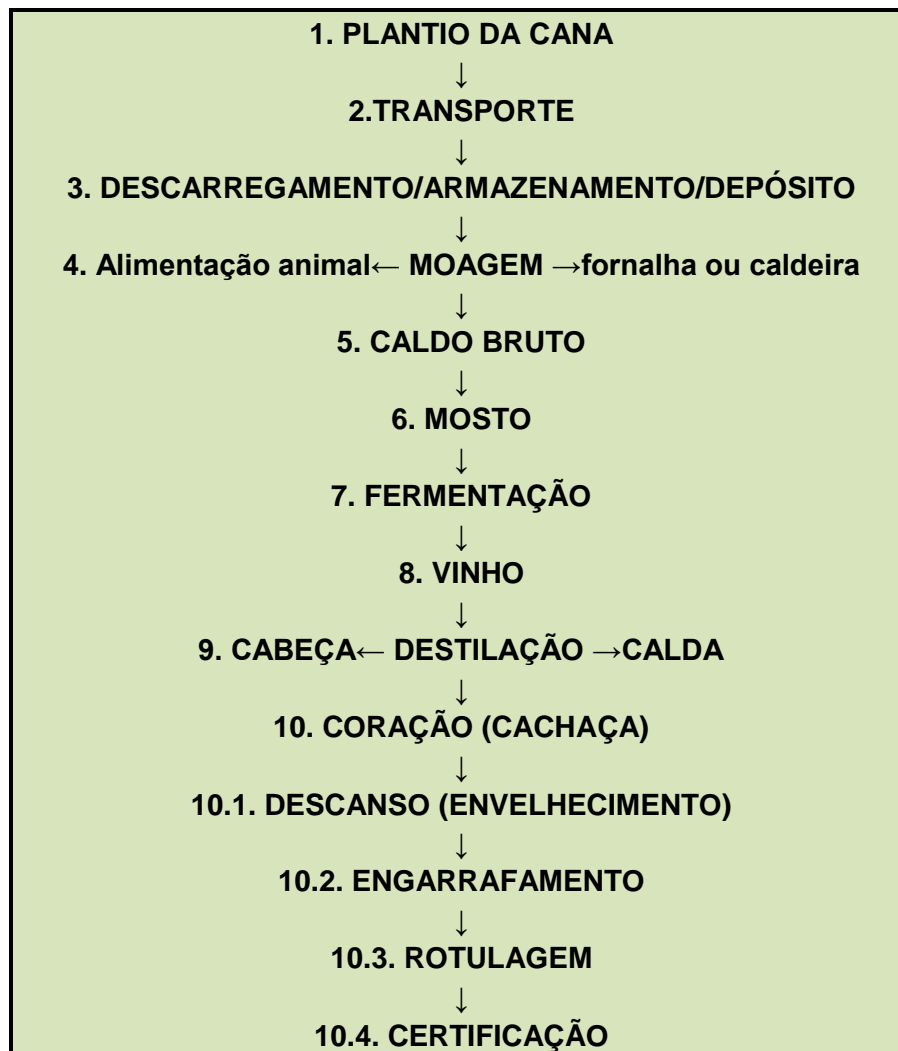 1. PLANTIO DA CANA
↓
2.TRANSPORTE
↓
3. DESCARREGAMENTO/ARMAZENAMENTO/DEPÓSITO
↓
4. Alimentação animal← MOAGEM →fornalha ou caldeira
↓
5. CALDO BRUTO
↓
6. MOSTO
↓
7. FERMENTAÇÃO
↓
8. VINHO
↓
9. CABEÇA← DESTILAÇÃO →CALDA
↓
10. CORAÇÃO (CACHAÇA)
↓
10.1. DESCANSO (ENVELHECIMENTO)
↓
10.2. ENGARRAFAMENTO
↓
10.3. ROTULAGEM
↓
10.4. CERTIFICAÇÃO